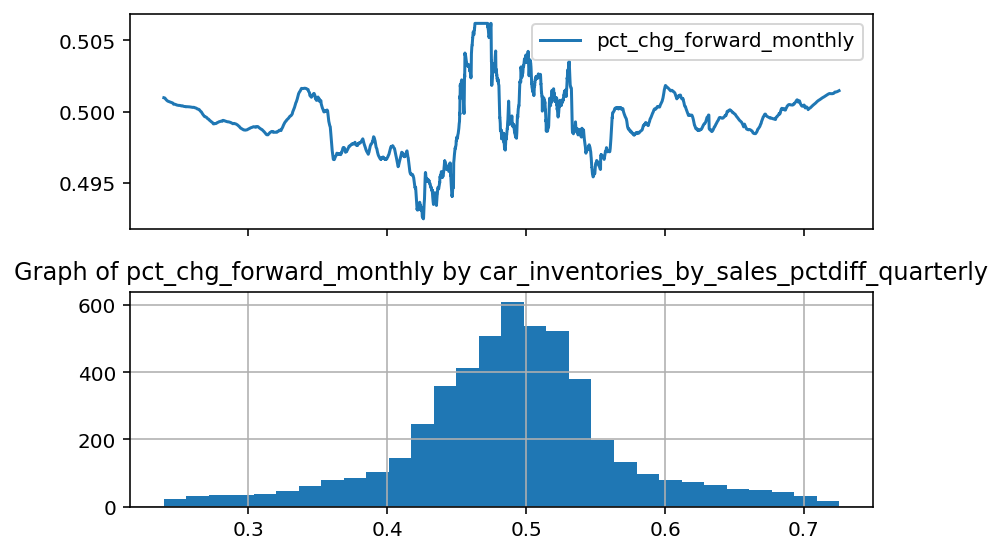 0.505
0.500
0.495
pct_chg_forward_monthly
Graph of pct_chg_forward_monthly by car_inventories_by_sales_pctdiff_quarterly
600
400
200
0
0.3 0.4 0.5 0.6 0.7